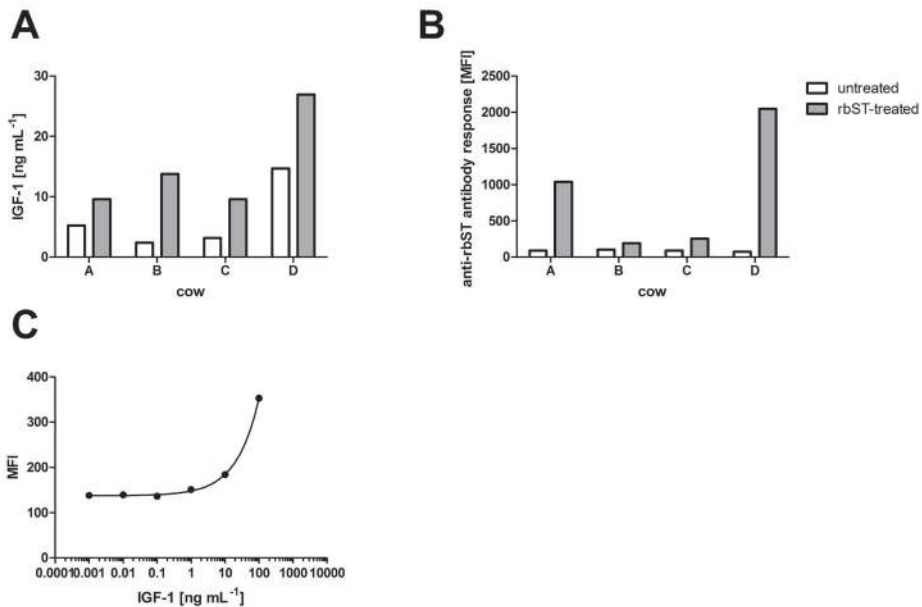 A
IGF-1 [ng mL⁻¹]
30
20
10
0
A B C D
cow
B
anti-rbST antibody response [MFI]
2500
2000
1500
1000
500
0
A B C D
cow
untreated
rbST-treated
C
MFI
400
300
200
100
0
0.0001 0.001 0.01 0.1 1 10 100 1000 10000
IGF-1 [ng mL⁻¹]